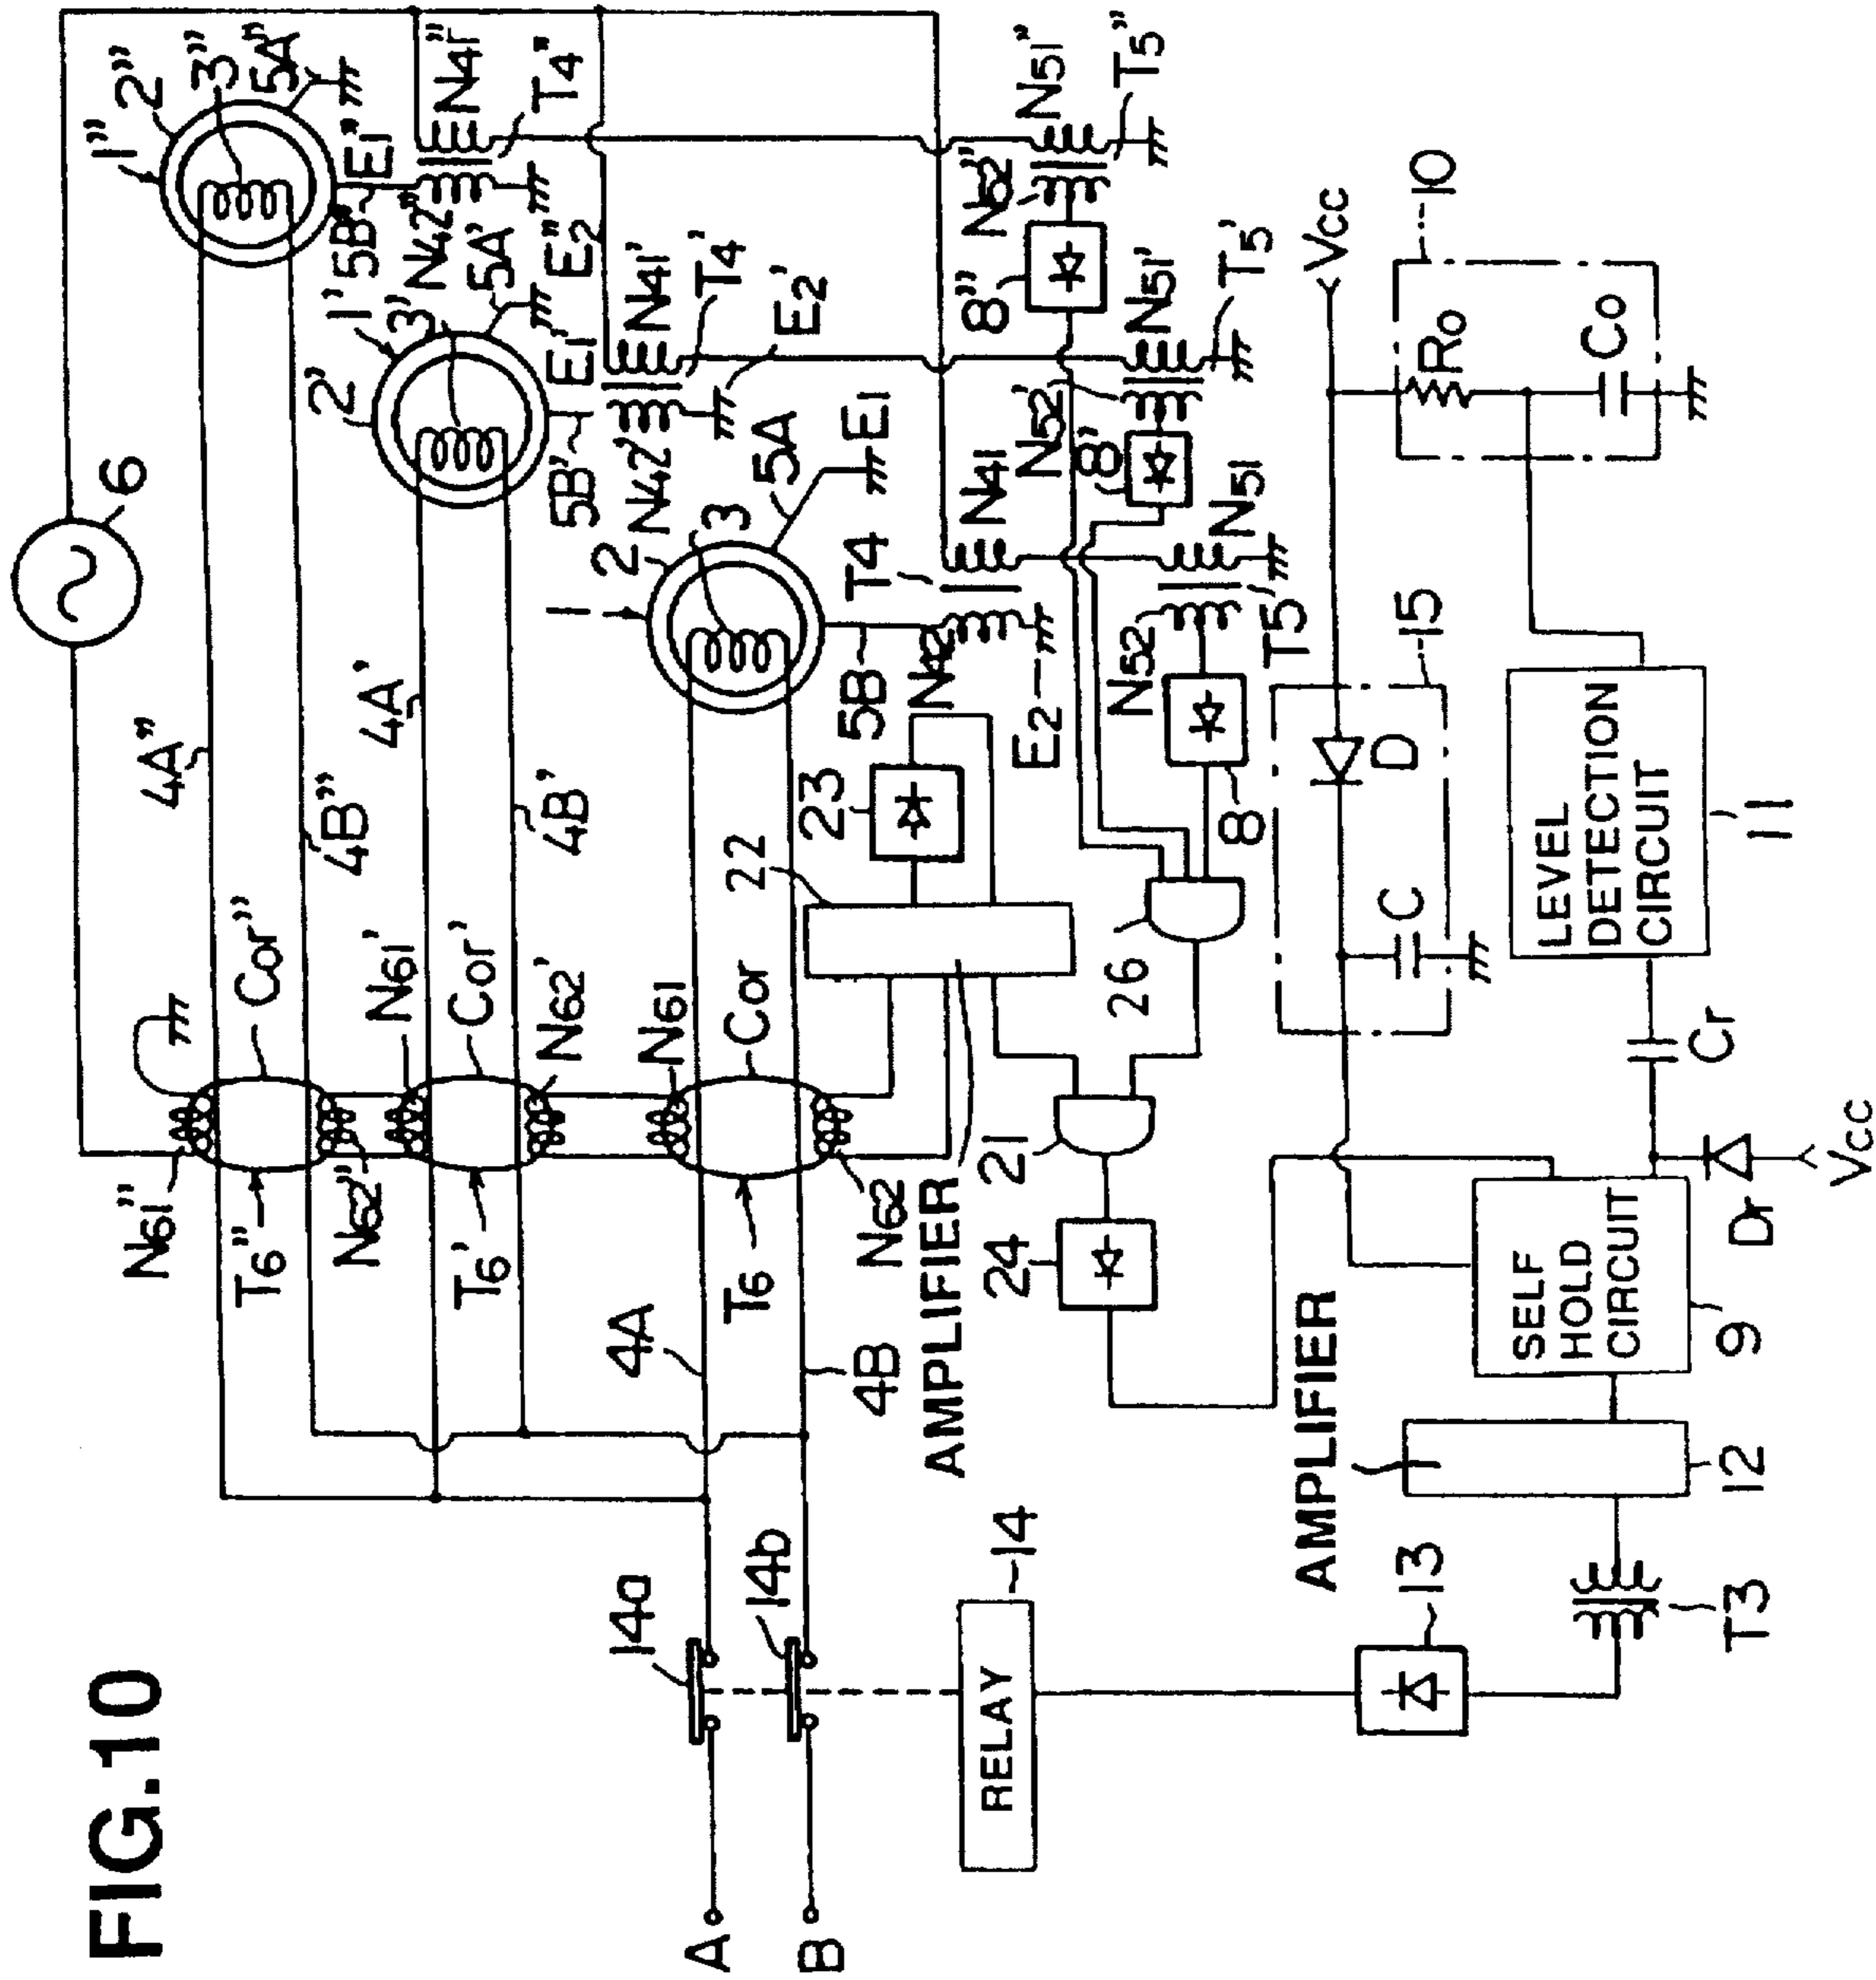 FIG.10
6
1"
2"
3"
5A"
4A"
4B"
E1"
5B"
N42"
N41"
T4"
N61"
Cor"
T6"
N62"
1'
2'
3'
5A'
E2"
4A'
4B'
E1'
5B'
N42'
N41'
T4'
E2'
N61'
Cor'
T6'
N62'
1
2
3
5A
E1
4A
4B
5B
N42
T4
N41
E2
N61
Cor
T6
N62
AMPLIFIER
22
23
N51"
T5"
N52"
8"
N51'
T5'
N52'
8'
N51
T5
N52
8
26
21
24
A
B
14a
14b
RELAY
14
13
T3
AMPLIFIER
12
SELF
HOLD
CIRCUIT
9
Dr
Vcc
Cr
LEVEL
DETECTION
CIRCUIT
11
15
D
C
Vcc
10
Ro
Co